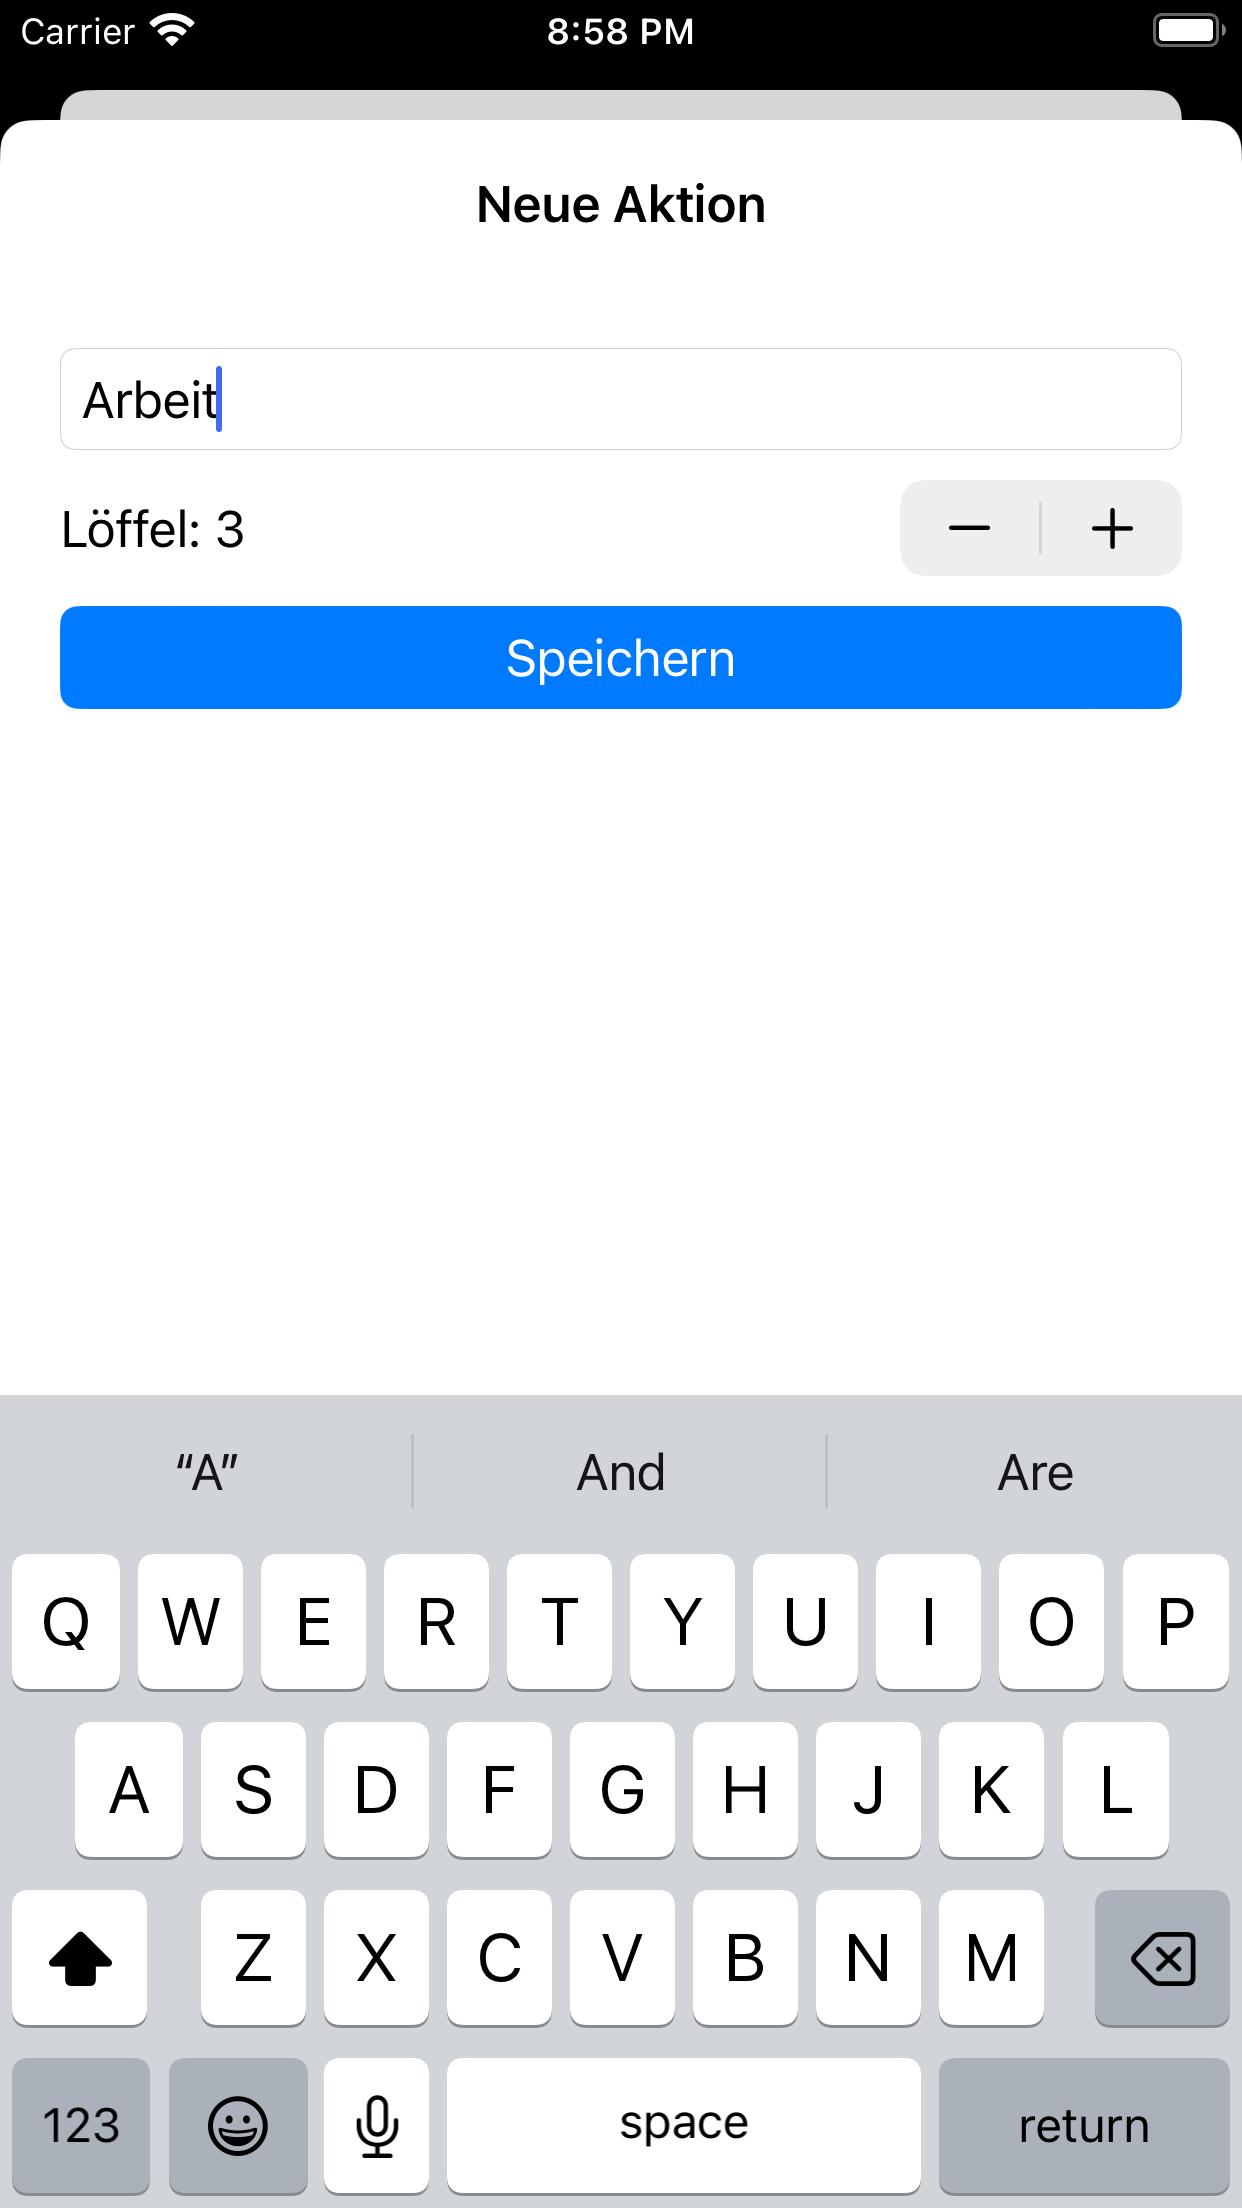 Carrier 8:58 PM
Neue Aktion
Arbeit
Löffel: 3
Speichern
“A” And Are
Q W E R T Y U I O P
A S D F G H J K L
Z X C V B N M
123 space return